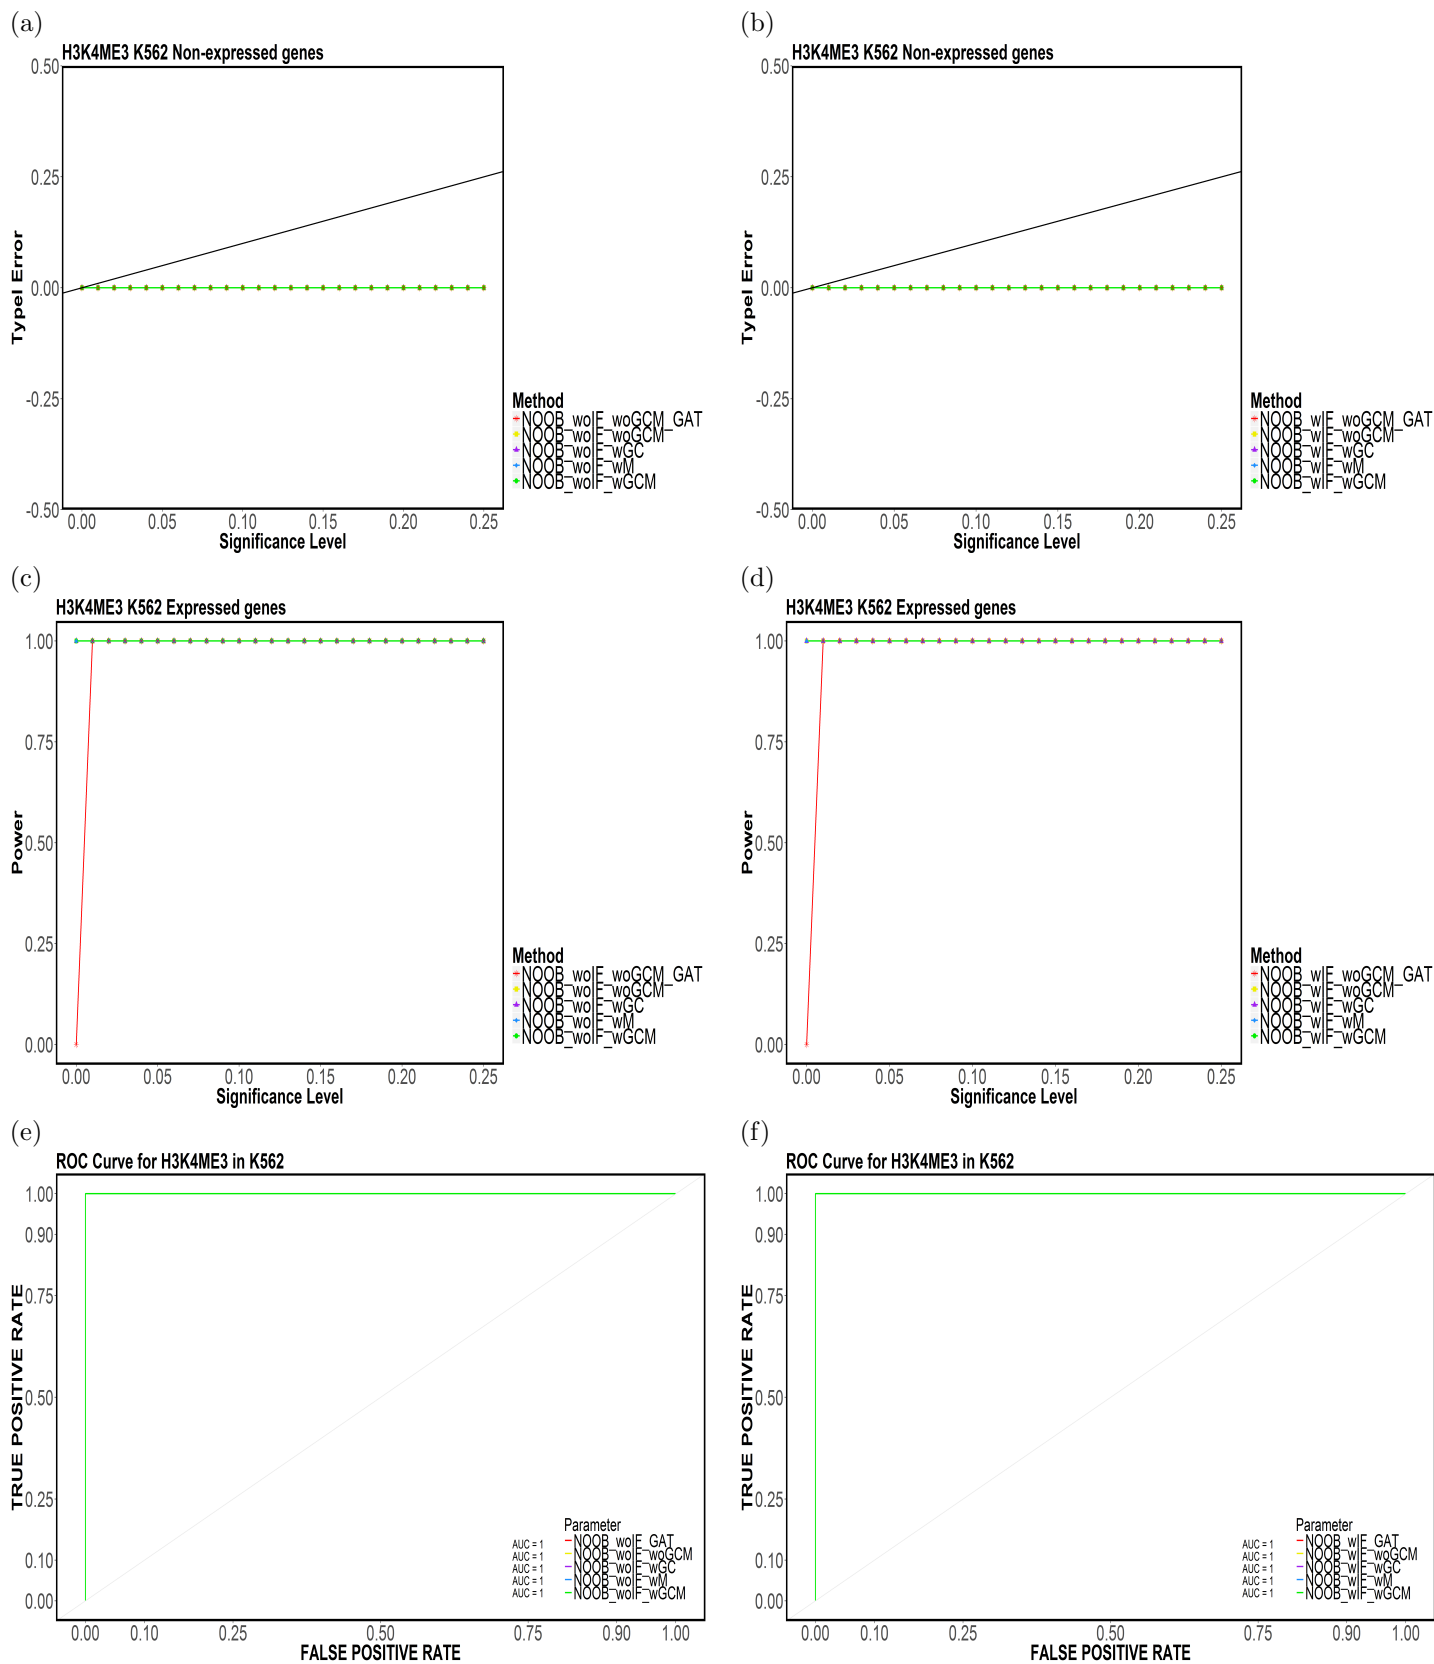 (a)
H3K4ME3 K562 Non-expressed genes
0.50
0.25
0.00
-0.25
-0.50
TypeI Error
0.00 0.05 0.10 0.15 0.20 0.25
Significance Level
Method
NOOB_woIF_woGCM_GAT
NOOB_woIF_woGCM
NOOB_woIF_wGC
NOOB_woIF_wM
NOOB_woIF_wGCM
(b)
H3K4ME3 K562 Non-expressed genes
0.50
0.25
0.00
-0.25
-0.50
TypeI Error
0.00 0.05 0.10 0.15 0.20 0.25
Significance Level
Method
NOOB_wIF_woGCM_GAT
NOOB_wIF_woGCM
NOOB_wIF_wGC
NOOB_wIF_wM
NOOB_wIF_wGCM
(c)
H3K4ME3 K562 Expressed genes
1.00
0.75
0.50
0.25
0.00
Power
0.00 0.05 0.10 0.15 0.20 0.25
Significance Level
Method
NOOB_woIF_woGCM_GAT
NOOB_woIF_woGCM
NOOB_woIF_wGC
NOOB_woIF_wM
NOOB_woIF_wGCM
(d)
H3K4ME3 K562 Expressed genes
1.00
0.75
0.50
0.25
0.00
Power
0.00 0.05 0.10 0.15 0.20 0.25
Significance Level
Method
NOOB_wIF_woGCM_GAT
NOOB_wIF_woGCM
NOOB_wIF_wGC
NOOB_wIF_wM
NOOB_wIF_wGCM
(e)
ROC Curve for H3K4ME3 in K562
1.00
0.90
0.75
0.50
0.25
0.10
0.00
TRUE POSITIVE RATE
Parameter
AUC = 1 NOOB_woIF_GAT
AUC = 1 NOOB_woIF_woGCM
AUC = 1 NOOB_woIF_wGC
AUC = 1 NOOB_woIF_wM
AUC = 1 NOOB_woIF_wGCM
0.00 0.10 0.25 0.50 0.75 0.90 1.00
FALSE POSITIVE RATE
(f)
ROC Curve for H3K4ME3 in K562
1.00
0.90
0.75
0.50
0.25
0.10
0.00
TRUE POSITIVE RATE
Parameter
AUC = 1 NOOB_wIF_GAT
AUC = 1 NOOB_wIF_woGCM
AUC = 1 NOOB_wIF_wGC
AUC = 1 NOOB_wIF_wM
AUC = 1 NOOB_wIF_wGCM
0.00 0.10 0.25 0.50 0.75 0.90 1.00
FALSE POSITIVE RATE